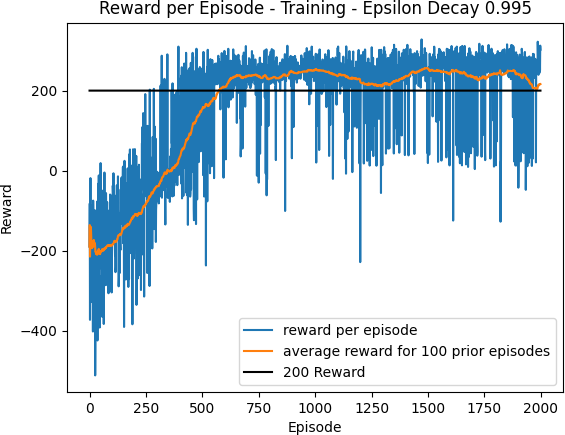 Reward per Episode - Training - Epsilon Decay 0.995
Reward
200
0
−200
−400
reward per episode
average reward for 100 prior episodes
200 Reward
0 250 500 750 1000 1250 1500 1750 2000
Episode